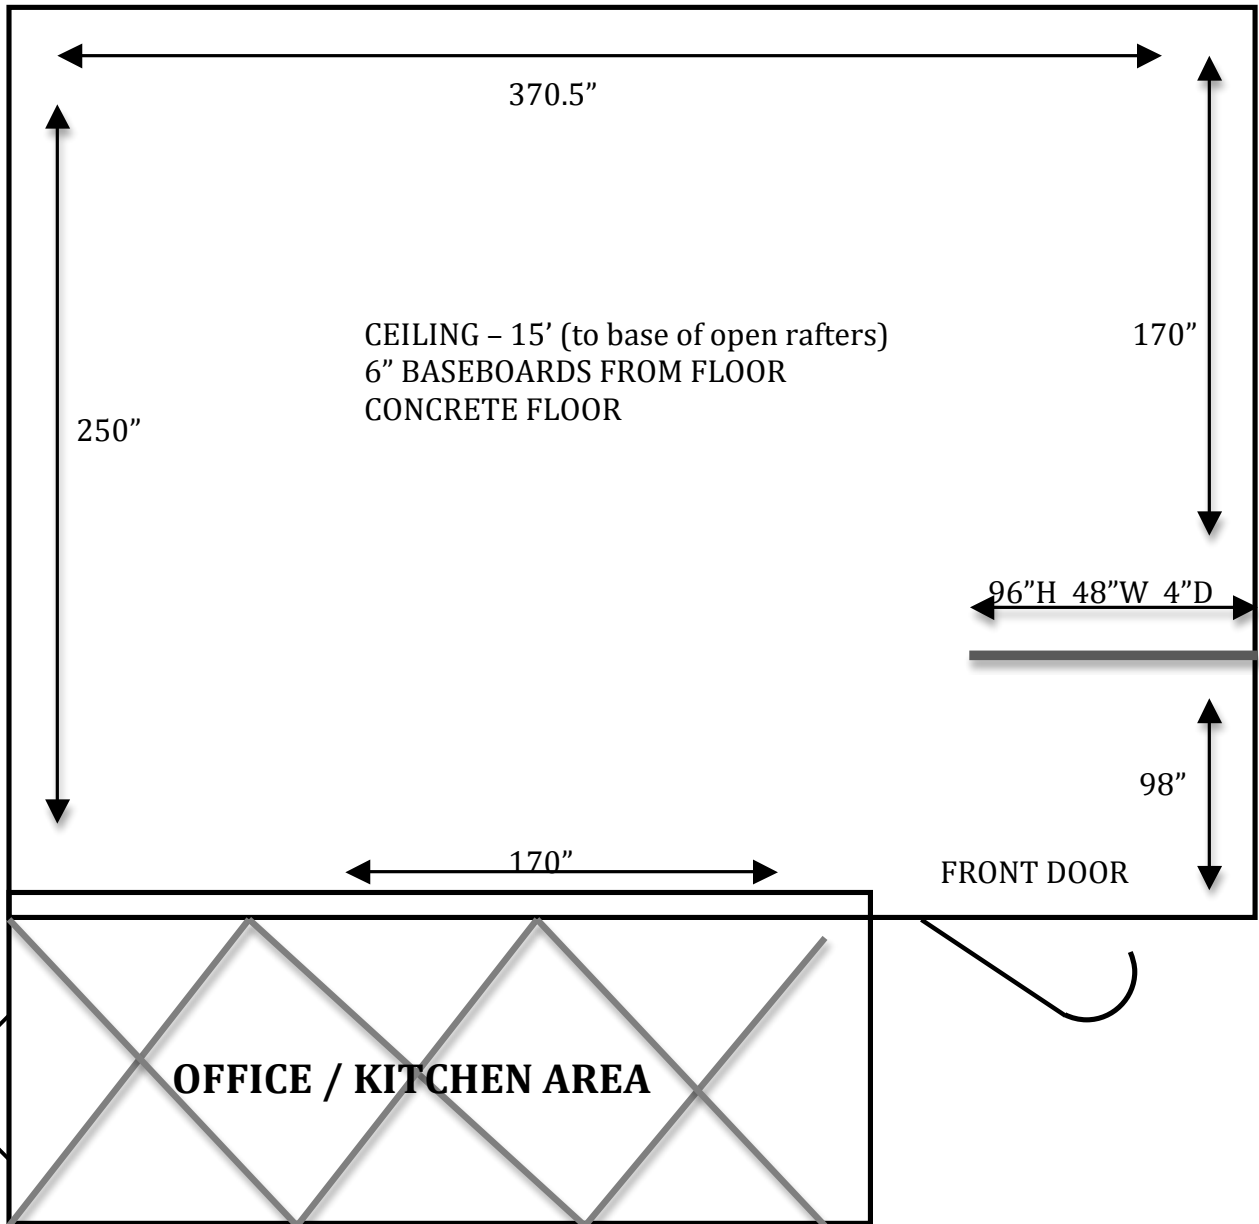 370.5”
CEILING – 15’ (to base of open rafters)
170”
6” BASEBOARDS FROM FLOOR
CONCRETE FLOOR
250”
96”H 48”W 4”D
98”
170”
FRONT DOOR
OFFICE / KITCHEN AREA